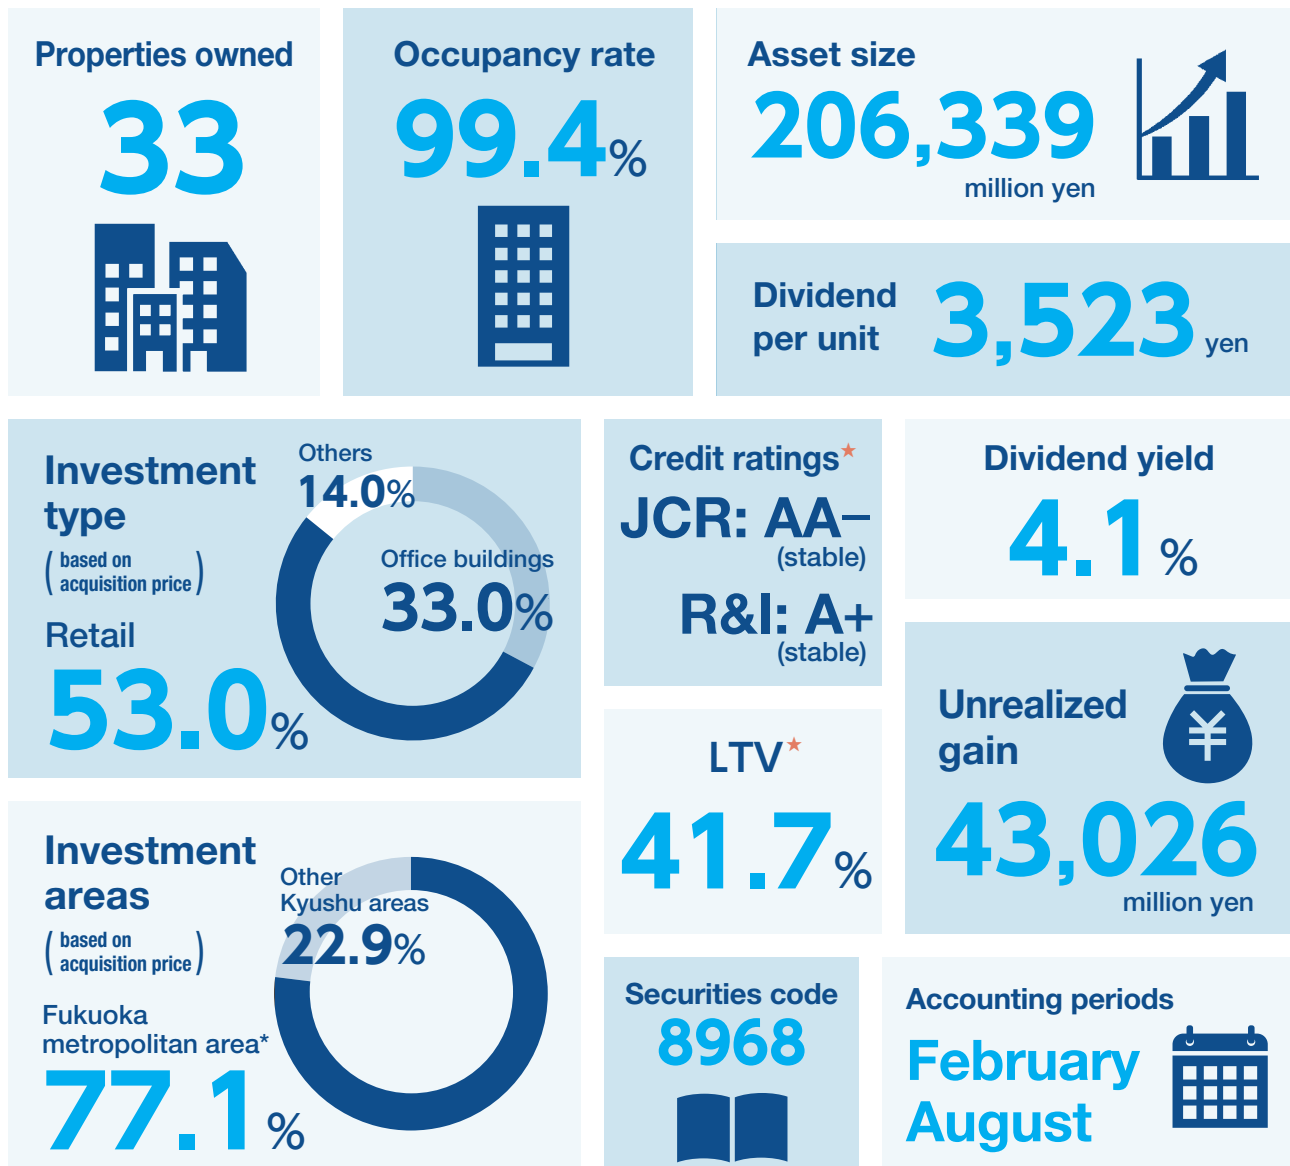 Properties owned
33
Occupancy rate
99.4%
Asset size
206,339
million yen
Dividend
per unit
3,523 yen
Investment
type
( based on
acquisition price )
Retail
53.0%
Others
14.0%
Office buildings
33.0%
Credit ratings★
JCR: AA−
(stable)
R&I: A+
(stable)
Dividend yield
4.1 %
LTV★
41.7%
Unrealized
gain
¥
43,026
million yen
Investment
areas
( based on
acquisition price )
Fukuoka
metropolitan area*
77.1 %
Other
Kyushu areas
22.9%
Securities code
8968
Accounting periods
February
August